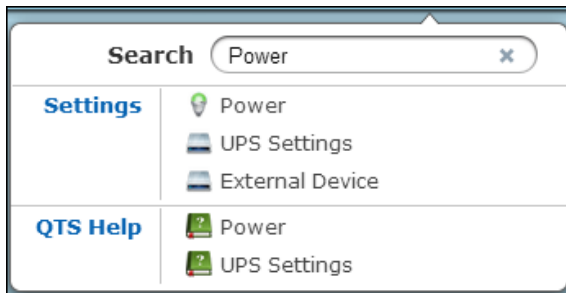 Search Power
Settings Power
UPS Settings
External Device
QTS Help Power
UPS Settings